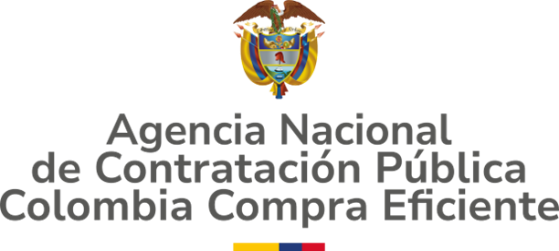 Agencia Nacional
de Contratación Pública
Colombia Compra Eficiente